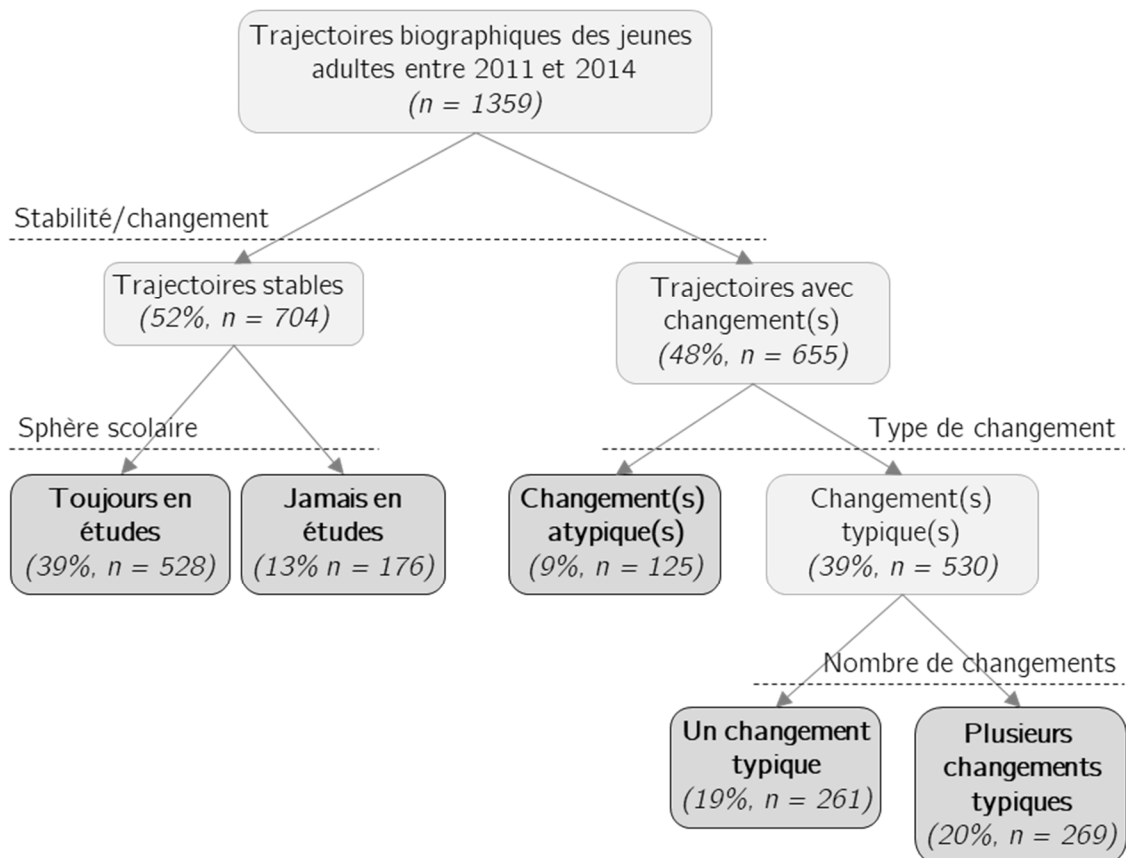 Trajectoires biographiques des jeunes
adultes entre 2011 et 2014
(n = 1359)
Stabilité/changement
Trajectoires stables
(52%, n = 704)
Trajectoires avec
changement(s)
(48%, n = 655)
Sphère scolaire
Type de changement
Toujours en
études
(39%, n = 528)
Jamais en
études
(13% n = 176)
Changement(s)
atypique(s)
(9%, n = 125)
Changement(s)
typique(s)
(39%, n = 530)
Nombre de changements
Un changement
typique
(19%, n = 261)
Plusieurs
changements
typiques
(20%, n = 269)